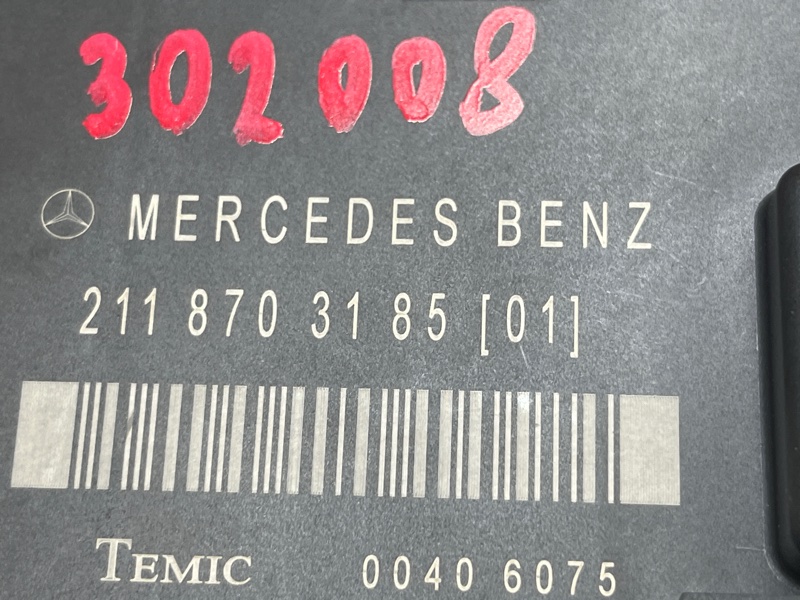 302008
MERCEDES BENZ
211 870 31 85 [01]
TEMIC 0040 6075